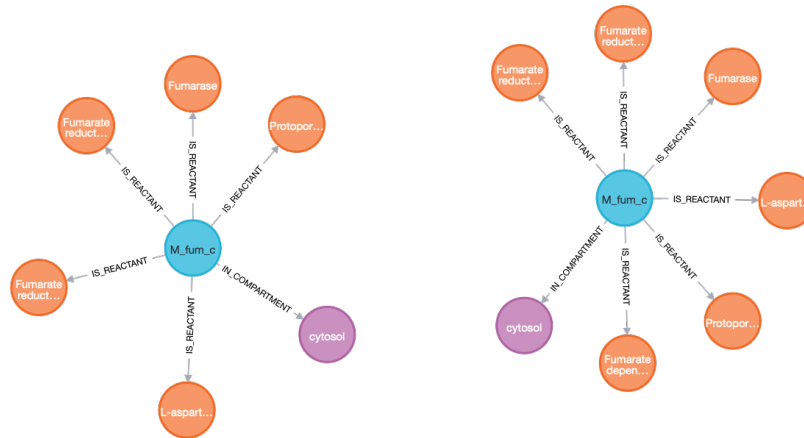 Fumarase
Fumarate
reduct…
Protopor…
IS_REACTANT
IS_REACTANT
IS_REACTANT
M_fum_c
IS_REACTANT
IN_COMPARTMENT
Fumarate
reduct…
IS_REACTANT
cytosol
L-aspart…
Fumarate
reduct…
Fumarate
reduct…
Fumarase
IS_REACTANT
IS_REACTANT
IS_REACTANT
M_fum_c
IS_REACTANT
L-aspart…
IN_COMPARTMENT
IS_REACTANT
IS_REACTANT
cytosol
Protopor…
Fumarate
depen…